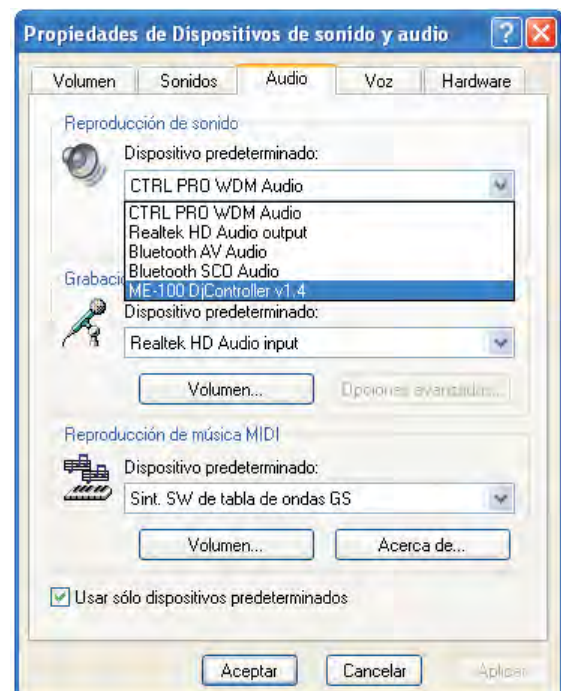 Propiedades de Dispositivos de sonido y audio
Volumen Sonidos Audio Voz Hardware
Reproducción de sonido
Dispositivo predeterminado:
CTRL PRO WDM Audio
CTRL PRO WDM Audio
Realtek HD Audio output
Bluetooth AV Audio
Bluetooth SCO Audio
ME-100 DjController v1.4
Grabaci
Dispositivo predeterminado:
Realtek HD Audio input
Volumen... Opciones avanzadas...
Reproducción de música MIDI
Dispositivo predeterminado:
Sint. SW de tabla de ondas GS
Volumen... Acerca de...
Usar sólo dispositivos predeterminados
Aceptar Cancelar Aplicar